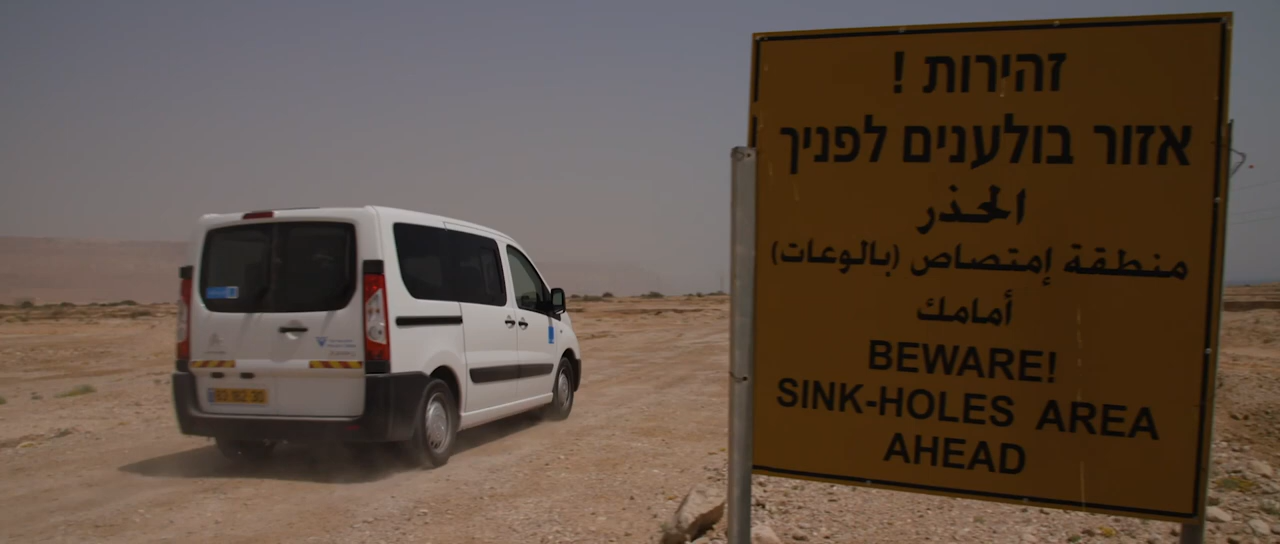 זהירות !
אזור בולענים לפניך
الحذر
منطقة إمتصاص (بالوعات)
أمامك
BEWARE!
SINK-HOLES AREA
AHEAD